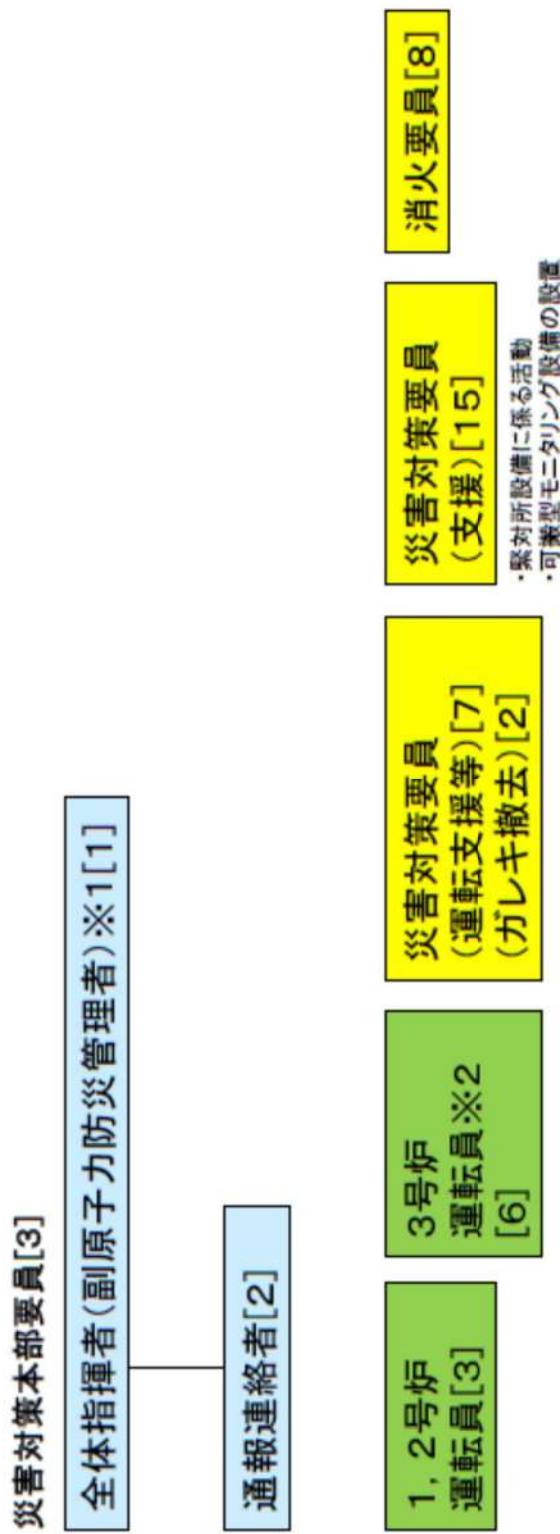 災害対策本部要員[3]
全体指揮者(副原子力防災管理者)※1[1]
通報連絡者[2]
1, 2号炉
運転員[3]
3号炉
運転員※2
[6]
災害対策要員
(運転支援等)[7]
(ガレキ撤去)[2]
災害対策要員
(支援)[15]
・緊対所設備に係る活動
・可搬型モニタリング設備の設置
消火要員[8]